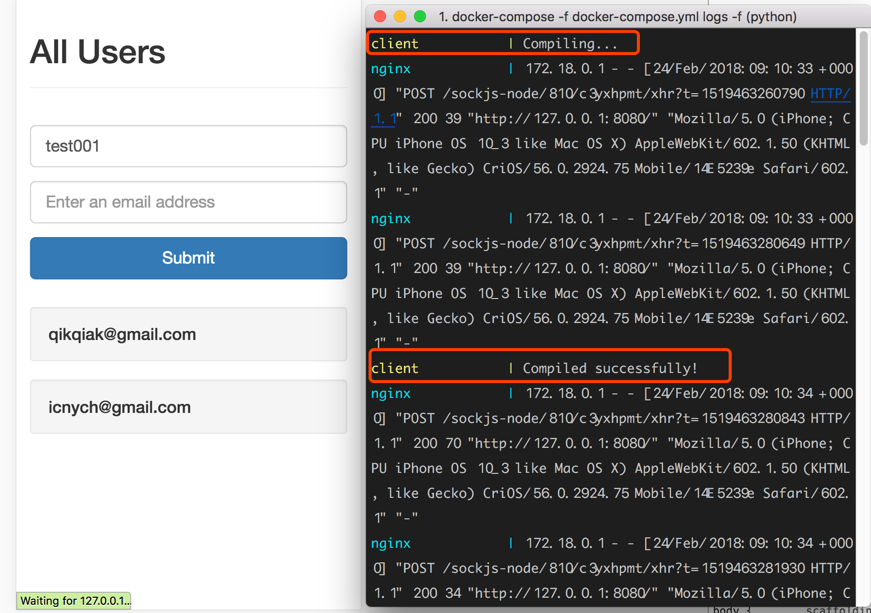 All Users
test001
Enter an email address
Submit
qikqiak@gmail.com
icnych@gmail.com
Waiting for 127.0.0.1...
1. docker-compose -f docker-compose.yml logs -f (python)
client | Compiling...
nginx | 172.18.0.1 - - [24/Feb/2018:09:10:33 +000
0] "POST /sockjs-node/810/c3yxhpmt/xhr?t=1519463260790 HTTP/
1.1" 200 39 "http://127.0.0.1:8080/" "Mozilla/5.0 (iPhone; C
PU iPhone OS 10_3 like Mac OS X) AppleWebKit/602.1.50 (KHTML
, like Gecko) CriOS/56.0.2924.75 Mobile/14E5239e Safari/602.
1" "-"
nginx | 172.18.0.1 - - [24/Feb/2018:09:10:33 +000
0] "POST /sockjs-node/810/c3yxhpmt/xhr?t=1519463280649 HTTP/
1.1" 200 39 "http://127.0.0.1:8080/" "Mozilla/5.0 (iPhone; C
PU iPhone OS 10_3 like Mac OS X) AppleWebKit/602.1.50 (KHTML
, like Gecko) CriOS/56.0.2924.75 Mobile/14E5239e Safari/602.
1" "-"
client | Compiled successfully!
nginx | 172.18.0.1 - - [24/Feb/2018:09:10:34 +000
0] "POST /sockjs-node/810/c3yxhpmt/xhr?t=1519463280843 HTTP/
1.1" 200 70 "http://127.0.0.1:8080/" "Mozilla/5.0 (iPhone; C
PU iPhone OS 10_3 like Mac OS X) AppleWebKit/602.1.50 (KHTML
, like Gecko) CriOS/56.0.2924.75 Mobile/14E5239e Safari/602.
1" "-"
nginx | 172.18.0.1 - - [24/Feb/2018:09:10:34 +000
0] "POST /sockjs-node/810/c3yxhpmt/xhr?t=1519463281930 HTTP/
1.1" 200 34 "http://127.0.0.1:8080/" "Mozilla/5.0 (iPhone; C